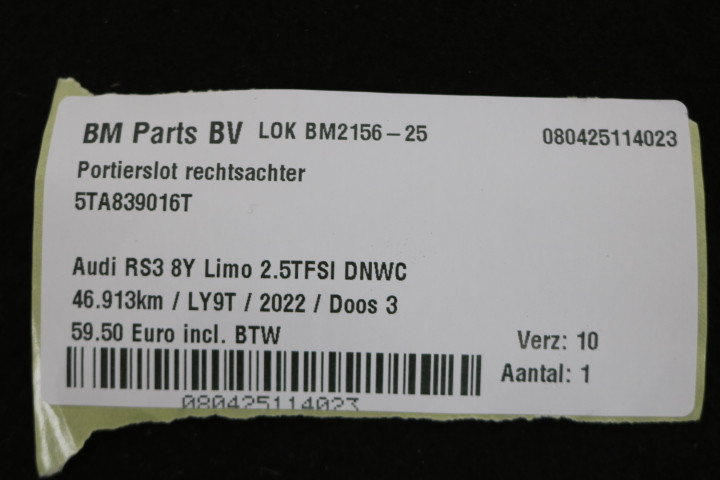 BM Parts BV LOK BM2156-25 080425114023
Portierslot rechtsachter
5TA839016T
Audi RS3 8Y Limo 2.5TFSI DNWC
46.913km / LY9T / 2022 / Doos 3
59.50 Euro incl. BTW Verz: 10
Aantal: 1
080425114023